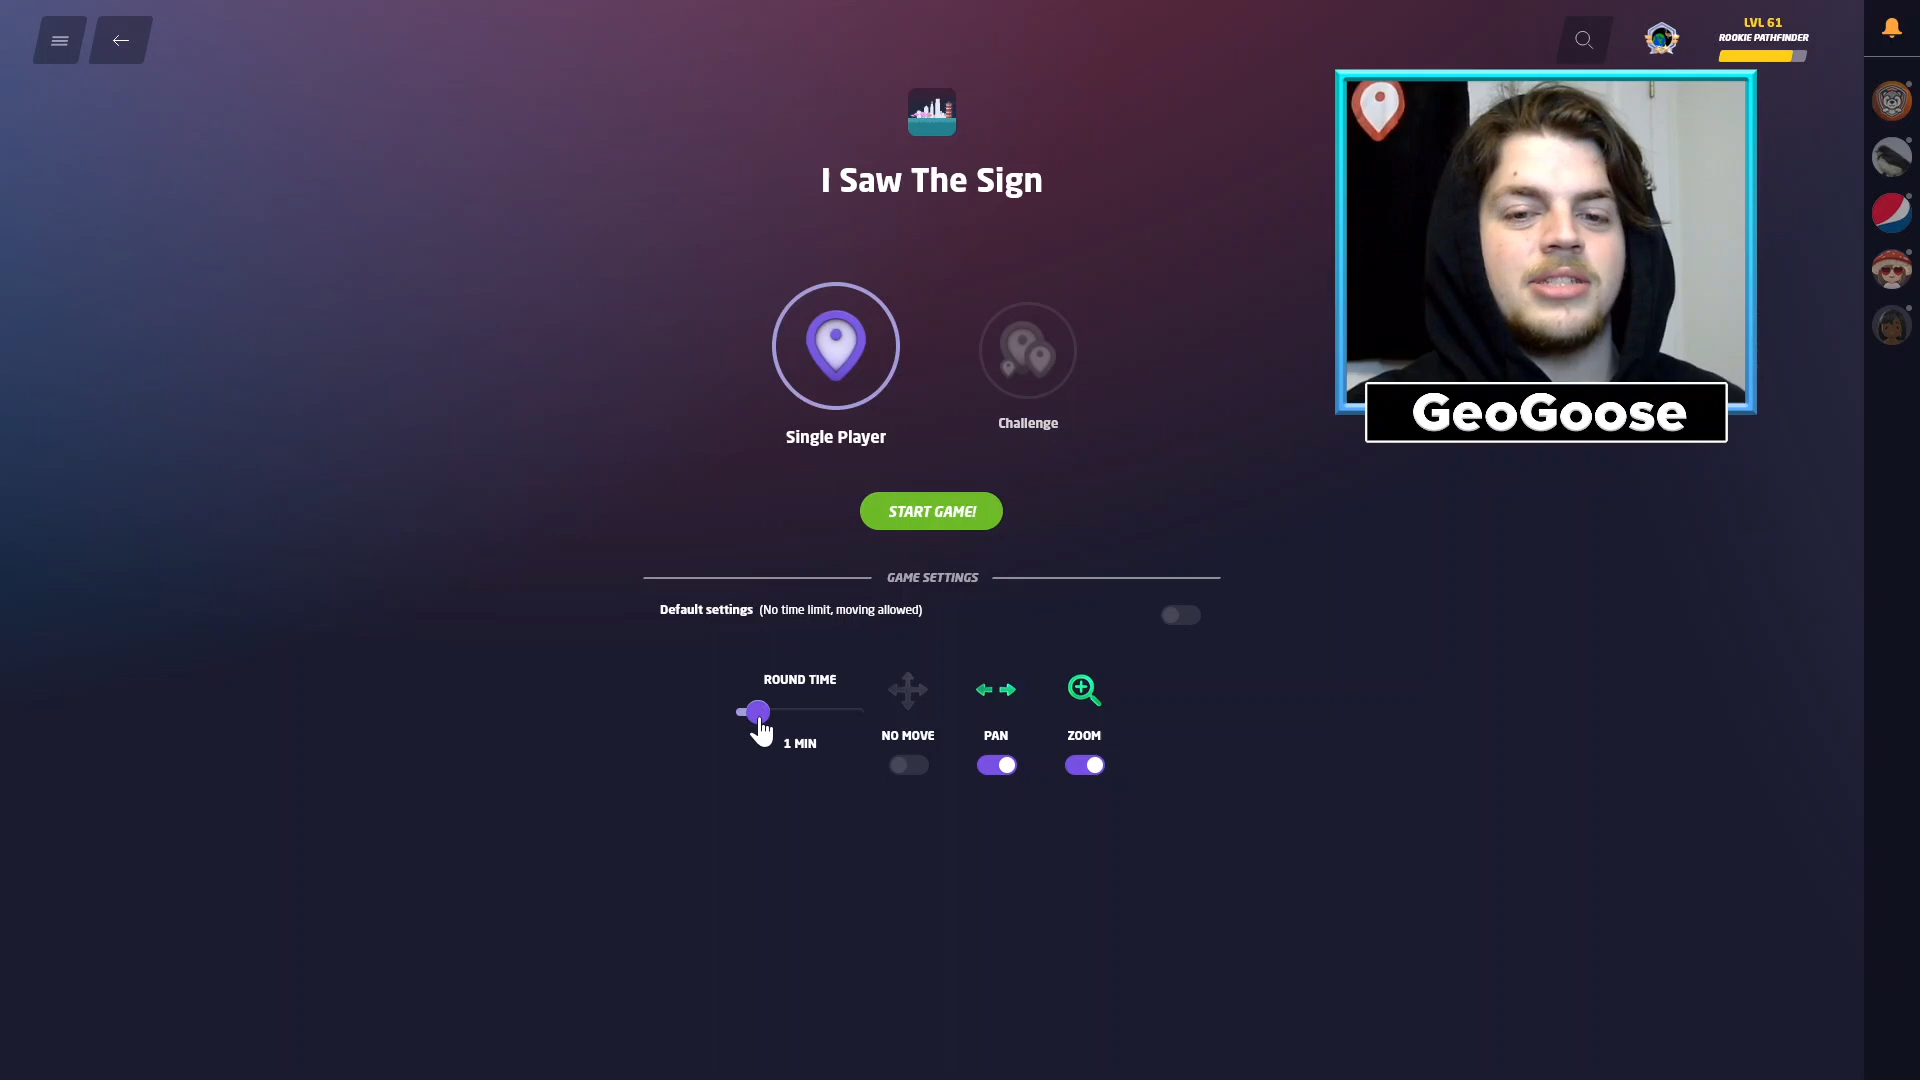 LVL 61
ROOKIE PATHFINDER
I Saw The Sign
GeoGoose
Single Player
Challenge
START GAME!
GAME SETTINGS
Default settings (No time limit, moving allowed)
ROUND TIME
1 MIN
NO MOVE
PAN
ZOOM